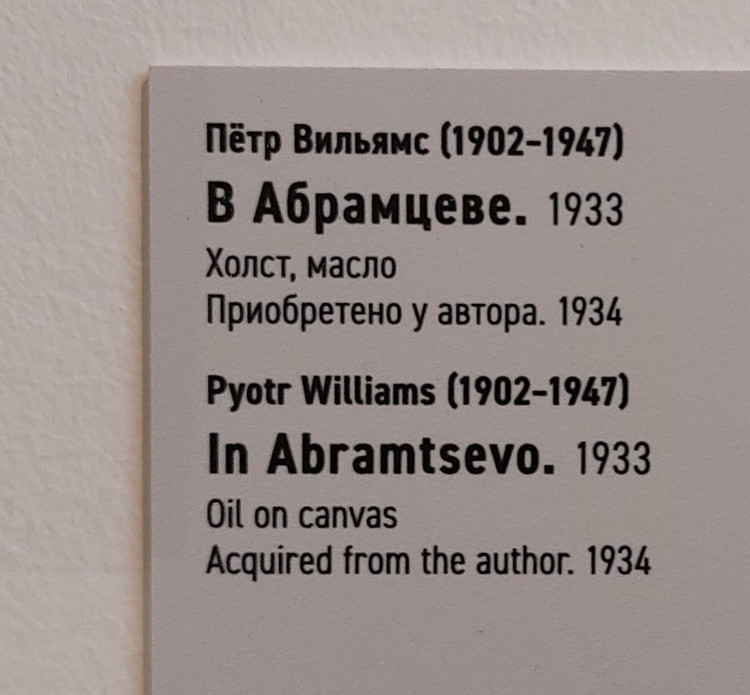 Пётр Вильямс (1902–1947)
В Абрамцеве. 1933
Холст, масло
Приобретено у автора. 1934
Pyotr Williams (1902–1947)
In Abramtsevo. 1933
Oil on canvas
Acquired from the author. 1934